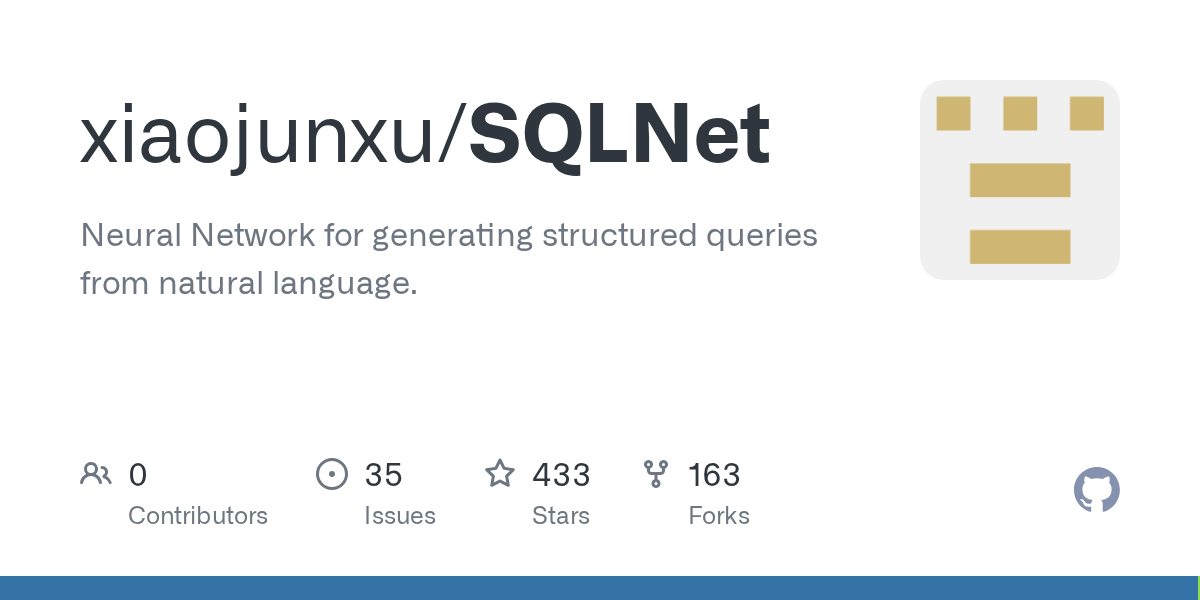 xiaojunxu/SQLNet
Neural Network for generating structured queries
from natural language.
0
Contributors
35
Issues
433
Stars
163
Forks